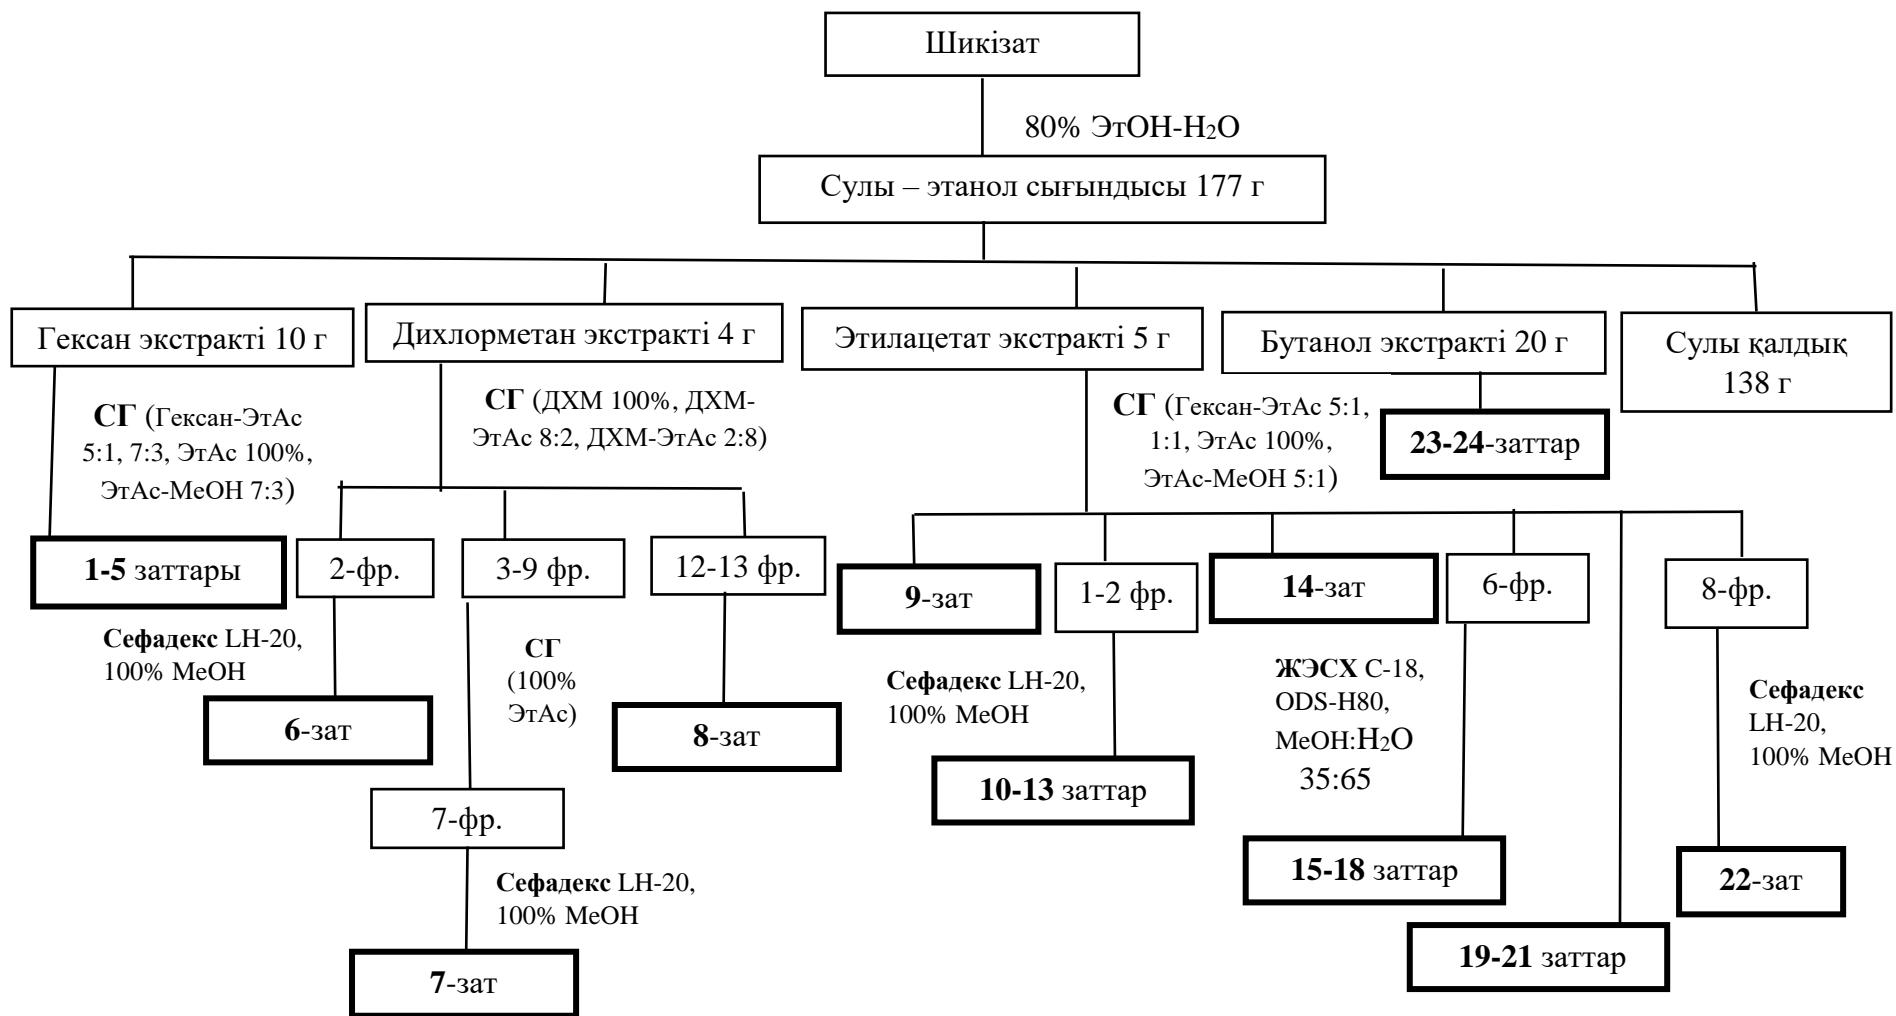 Шикізат
80% ЭтОН-Н2О
Сулы – этанол сығындысы 177 г
Гексан экстракті 10 г
Дихлорметан экстракті 4 г
Этилацетат экстракті 5 г
Бутанол экстракті 20 г
Сулы қалдық
138 г
СГ (Гексан-ЭтАс
5:1, 7:3, ЭтАс 100%,
ЭтАс-МеОН 7:3)
СГ (ДХМ 100%, ДХМ-
ЭтАс 8:2, ДХМ-ЭтАс 2:8)
СГ (Гексан-ЭтАс 5:1,
1:1, ЭтАс 100%,
ЭтАс-МеОН 5:1)
23-24-заттар
1-5 заттары
2-фр.
3-9 фр.
12-13 фр.
9-зат
1-2 фр.
14-зат
6-фр.
8-фр.
Сефадекс LH-20,
100% MeOH
СГ
(100%
ЭтАс)
6-зат
8-зат
Сефадекс LH-20,
100% MeOH
ЖЭСХ С-18,
ODS-H80,
MeOH:H2O
35:65
Сефадекс
LH-20,
100% MeOH
10-13 заттар
7-фр.
15-18 заттар
22-зат
Сефадекс LH-20,
100% MeOH
19-21 заттар
7-зат